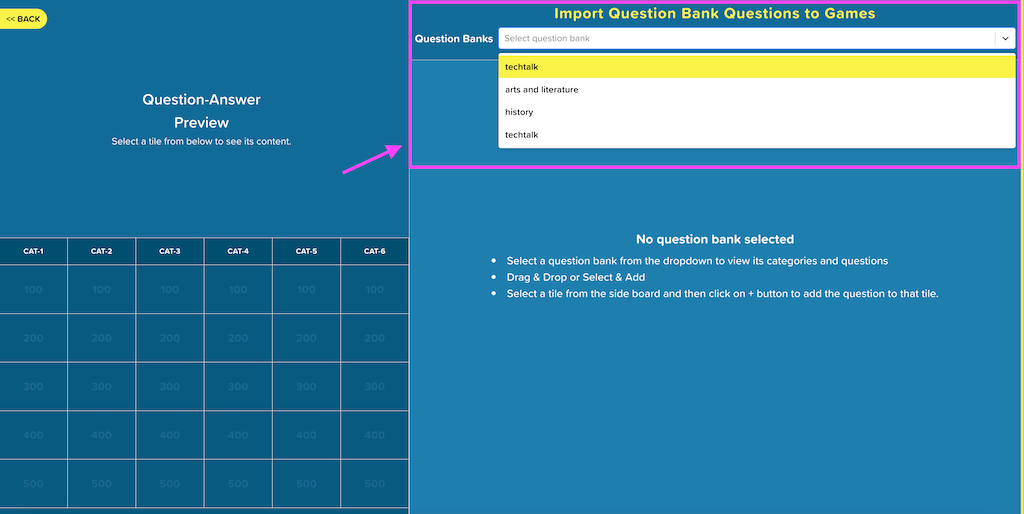 << BACK
Question-Answer
Preview
Select a tile from below to see its content.
CAT-1 CAT-2 CAT-3 CAT-4 CAT-5 CAT-6
100 100 100 100 100 100
200 200 200 200 200 200
300 300 300 300 300 300
400 400 400 400 400 400
500 500 500 500 500 500
Import Question Bank Questions to Games
Question Banks Select question bank
techtalk
arts and literature
history
techtalk
No question bank selected
• Select a question bank from the dropdown to view its categories and questions
• Drag & Drop or Select & Add
• Select a tile from the side board and then click on + button to add the question to that tile.